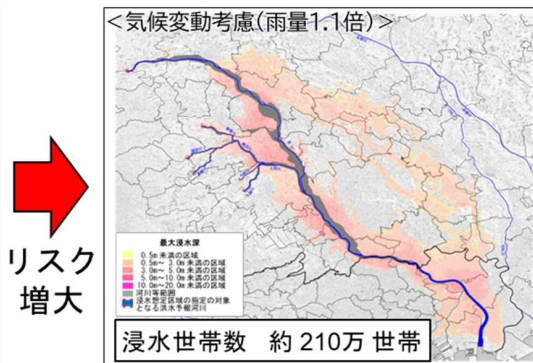 <気候変動考慮(雨量1.1倍)>
リスク
増大
最大浸水深
0.5m未満の区域
0.5m~ 3.0m未満の区域
3.0m~ 5.0m未満の区域
5.0m~10.0m未満の区域
10.0m~20.0m未満の区域
河川等範囲
浸水想定区域の指定の対象
となる洪水予報河川
浸水世帯数 約210万世帯